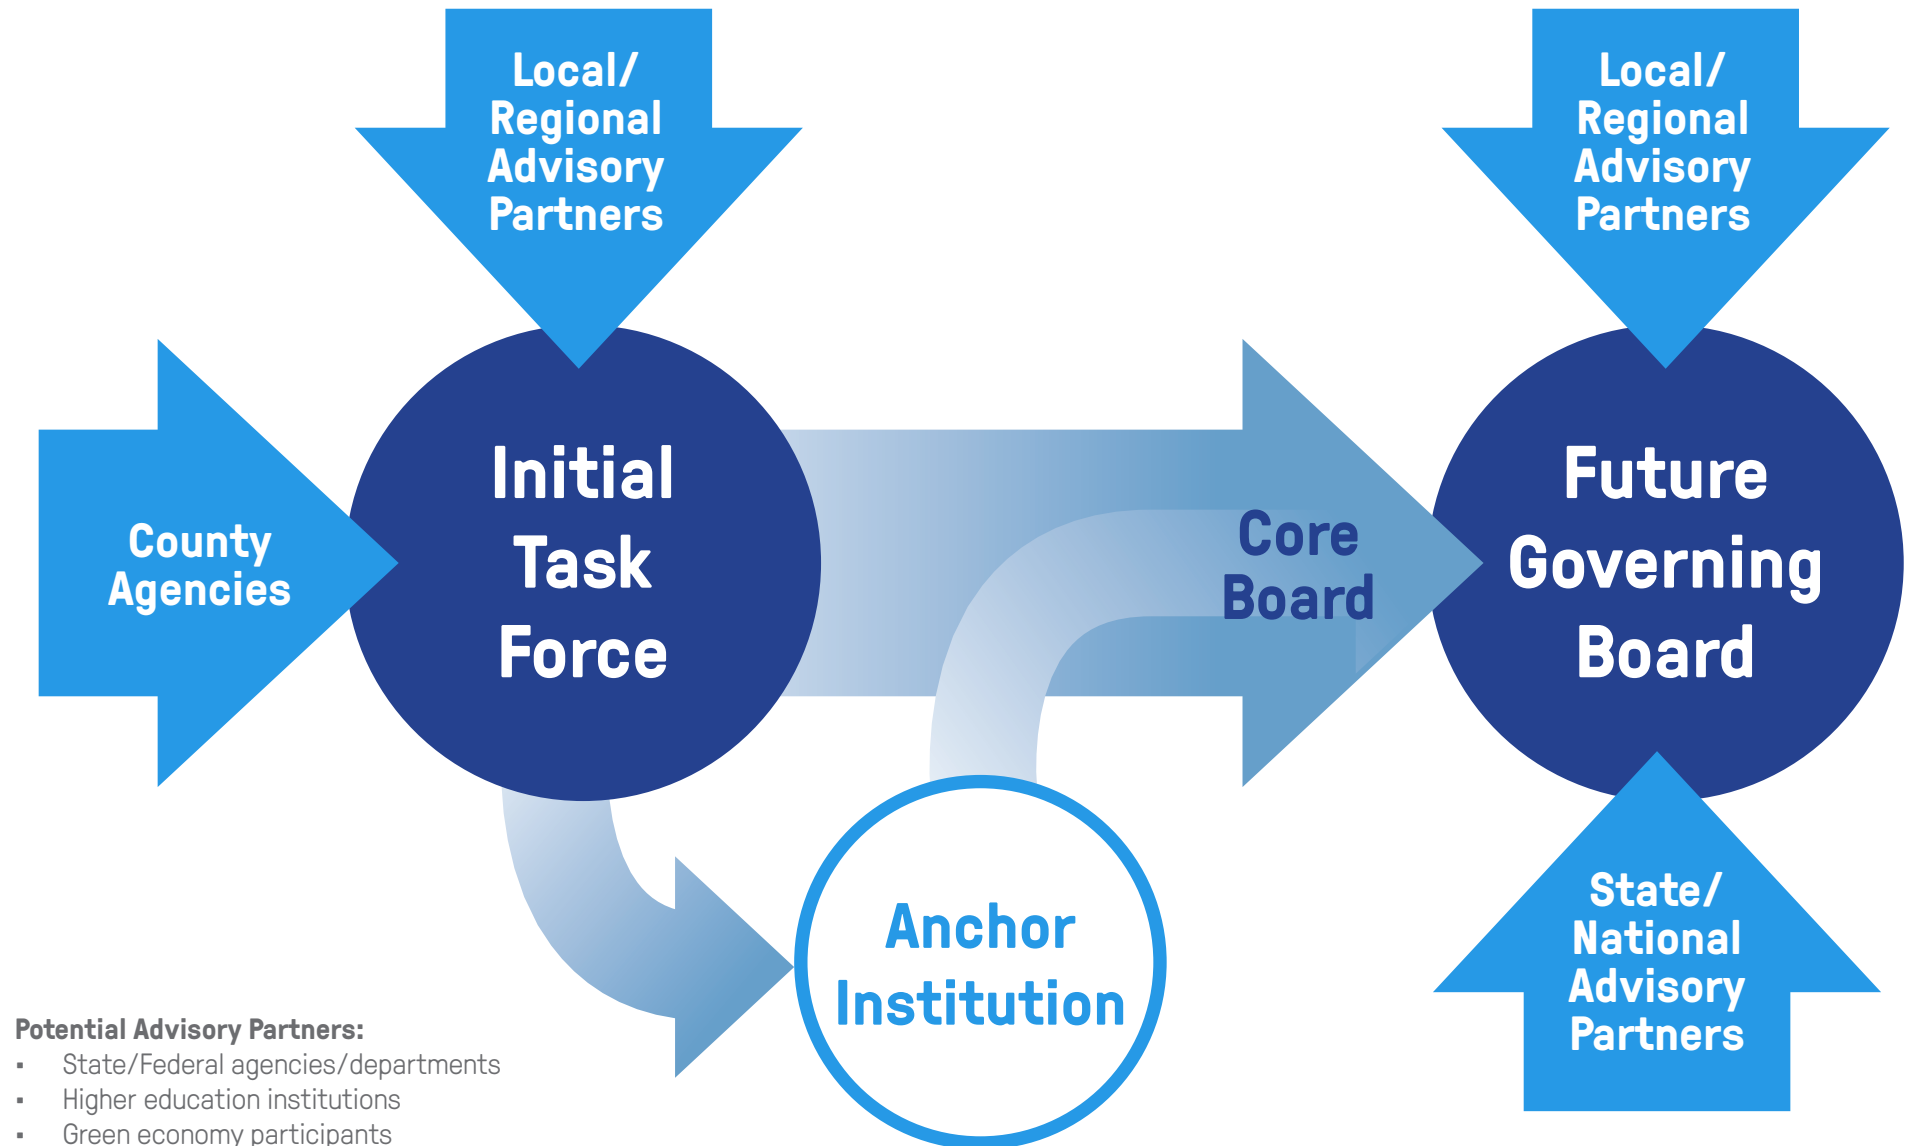 Local/
Regional
Advisory
Partners
Local/
Regional
Advisory
Partners
County
Agencies
Initial
Task
Force
Core
Board
Future
Governing
Board
Anchor
Institution
State/
National
Advisory
Partners
Potential Advisory Partners:
▪ State/Federal agencies/departments
▪ Higher education institutions
▪ Green economy participants